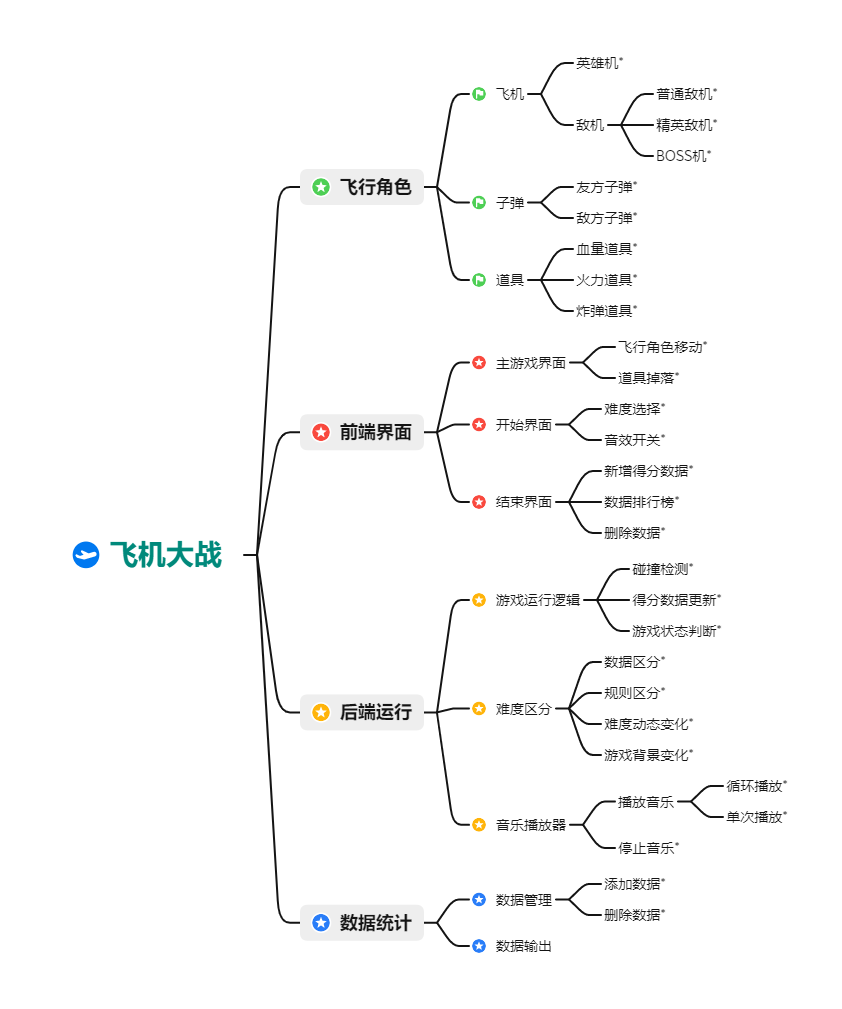 飞机大战
飞行角色
飞机
英雄机*
敌机
普通敌机*
精英敌机*
BOSS机*
子弹
友方子弹*
敌方子弹*
道具
血量道具*
火力道具*
炸弹道具*
前端界面
主游戏界面
飞行角色移动*
道具掉落*
开始界面
难度选择*
音效开关*
结束界面
新增得分数据*
数据排行榜*
删除数据*
后端运行
游戏运行逻辑
碰撞检测*
得分数据更新*
游戏状态判断*
难度区分
数据区分*
规则区分*
难度动态变化*
游戏背景变化*
音乐播放器
播放音乐
循环播放*
单次播放*
停止音乐*
数据统计
数据管理
添加数据*
删除数据*
数据输出